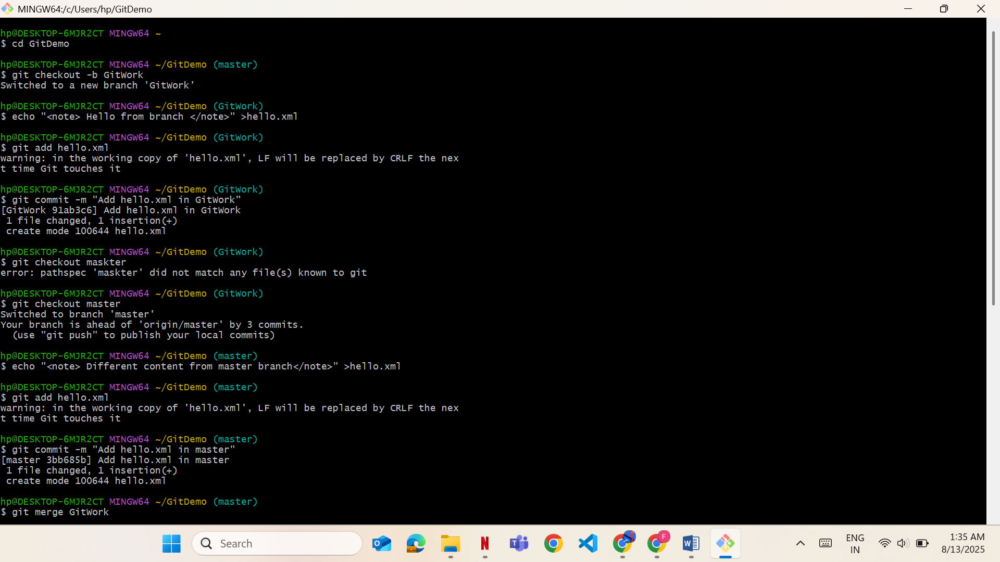 MINGW64:/c/Users/hp/GitDemo
hp@DESKTOP-6MJR2CT MINGW64 ~
$ cd GitDemo
hp@DESKTOP-6MJR2CT MINGW64 ~/GitDemo (master)
$ git checkout -b GitWork
Switched to a new branch 'GitWork'
hp@DESKTOP-6MJR2CT MINGW64 ~/GitDemo (GitWork)
$ echo "<note> Hello from branch </note>" >hello.xml
hp@DESKTOP-6MJR2CT MINGW64 ~/GitDemo (GitWork)
$ git add hello.xml
warning: in the working copy of 'hello.xml', LF will be replaced by CRLF the nex
t time Git touches it
hp@DESKTOP-6MJR2CT MINGW64 ~/GitDemo (GitWork)
$ git commit -m "Add hello.xml in GitWork"
[GitWork 91ab3c6] Add hello.xml in GitWork
 1 file changed, 1 insertion(+)
 create mode 100644 hello.xml
hp@DESKTOP-6MJR2CT MINGW64 ~/GitDemo (GitWork)
$ git checkout maskter
error: pathspec 'maskter' did not match any file(s) known to git
hp@DESKTOP-6MJR2CT MINGW64 ~/GitDemo (GitWork)
$ git checkout master
Switched to branch 'master'
Your branch is ahead of 'origin/master' by 3 commits.
  (use "git push" to publish your local commits)
hp@DESKTOP-6MJR2CT MINGW64 ~/GitDemo (master)
$ echo "<note> Different content from master branch</note>" >hello.xml
hp@DESKTOP-6MJR2CT MINGW64 ~/GitDemo (master)
$ git add hello.xml
warning: in the working copy of 'hello.xml', LF will be replaced by CRLF the nex
t time Git touches it
hp@DESKTOP-6MJR2CT MINGW64 ~/GitDemo (master)
$ git commit -m "Add hello.xml in master"
[master 3bb685b] Add hello.xml in master
 1 file changed, 1 insertion(+)
 create mode 100644 hello.xml
hp@DESKTOP-6MJR2CT MINGW64 ~/GitDemo (master)
$ git merge GitWork
Search
F
ENG
IN
1:35 AM
8/13/2025